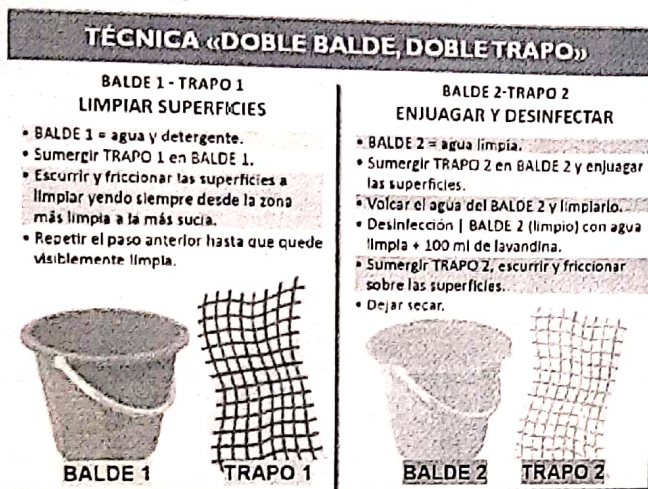 TÉCNICA «DOBLE BALDE, DOBLE TRAPO»
BALDE 1 - TRAPO 1
LIMPIAR SUPERFICIES
• BALDE 1 = agua y detergente.
• Sumergir TRAPO 1 en BALDE 1.
• Escurrir y friccionar las superficies a
limpiar yendo siempre desde la zona
más limpia a la más sucia.
• Repetir el paso anterior hasta que quede
visiblemente limpia.
BALDE 1
TRAPO 1
BALDE 2-TRAPO 2
ENJUAGAR Y DESINFECTAR
• BALDE 2 = agua limpia.
• Sumergir TRAPO 2 en BALDE 2 y enjuagar
las superficies.
• Volcar el agua del BALDE 2 y limpiarlo.
• Desinfección | BALDE 2 (limpio) con agua
limpia + 100 ml de lavandina.
• Sumergir TRAPO 2, escurrir y friccionar
sobre las superficies.
• Dejar secar.
BALDE 2
TRAPO 2